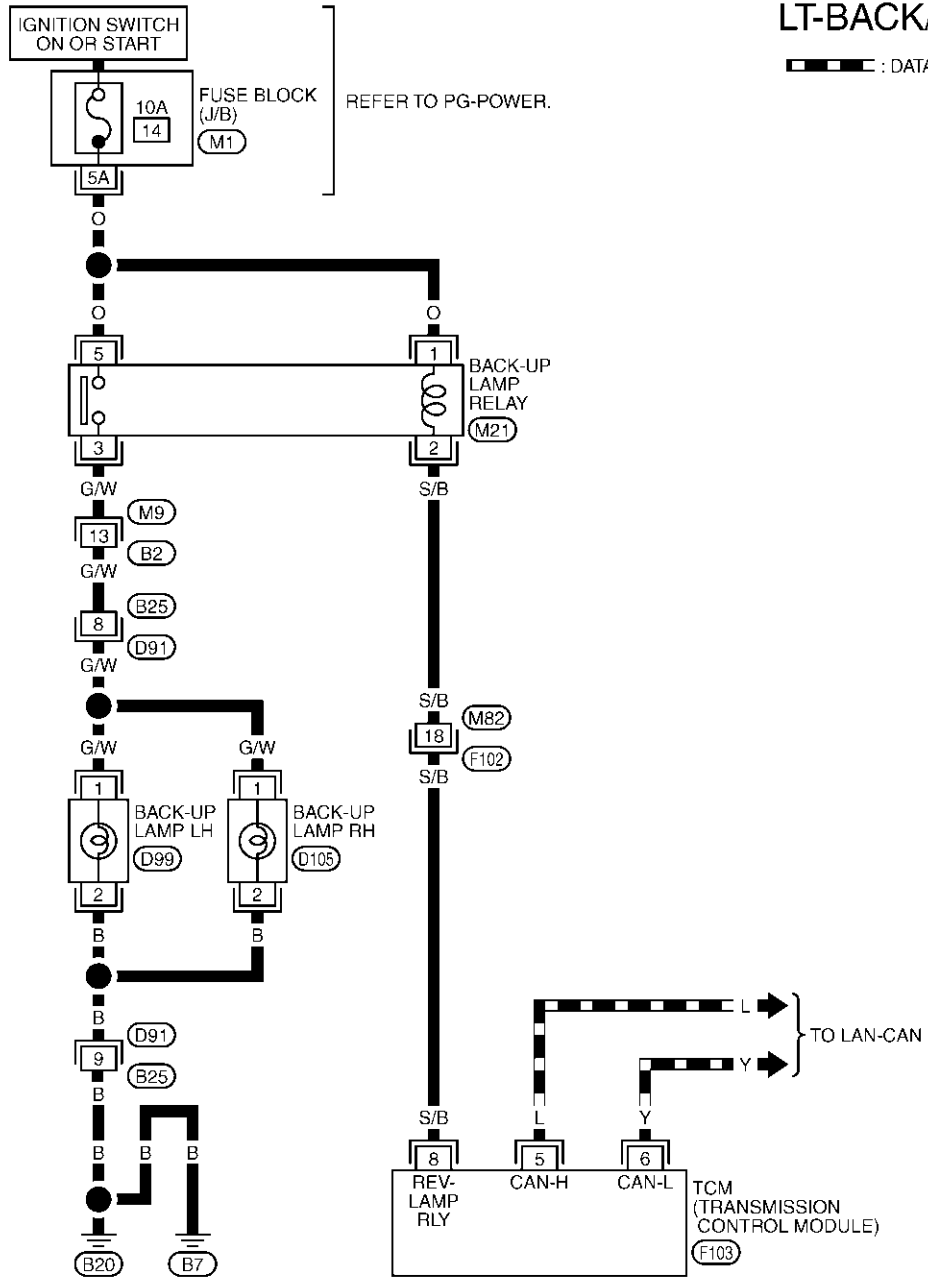 LT-BACK/
: DATA
IGNITION SWITCH
ON OR START
10A
14
FUSE BLOCK
(J/B)
M1
REFER TO PG-POWER.
5A
O
O
O
5
1
BACK-UP
LAMP
RELAY
M21
3
2
G/W
S/B
M9
13
B2
G/W
B25
8
D91
G/W
S/B
M82
18
F102
S/B
G/W
G/W
1
1
BACK-UP
LAMP LH
D99
BACK-UP
LAMP RH
D105
2
2
B
B
B
D91
9
B25
B
B
B
B
B20
B7
L
Y
TO LAN-CAN
S/B
L
Y
8
5
6
REV-
LAMP
RLY
CAN-H
CAN-L
TCM
(TRANSMISSION
CONTROL MODULE)
F103